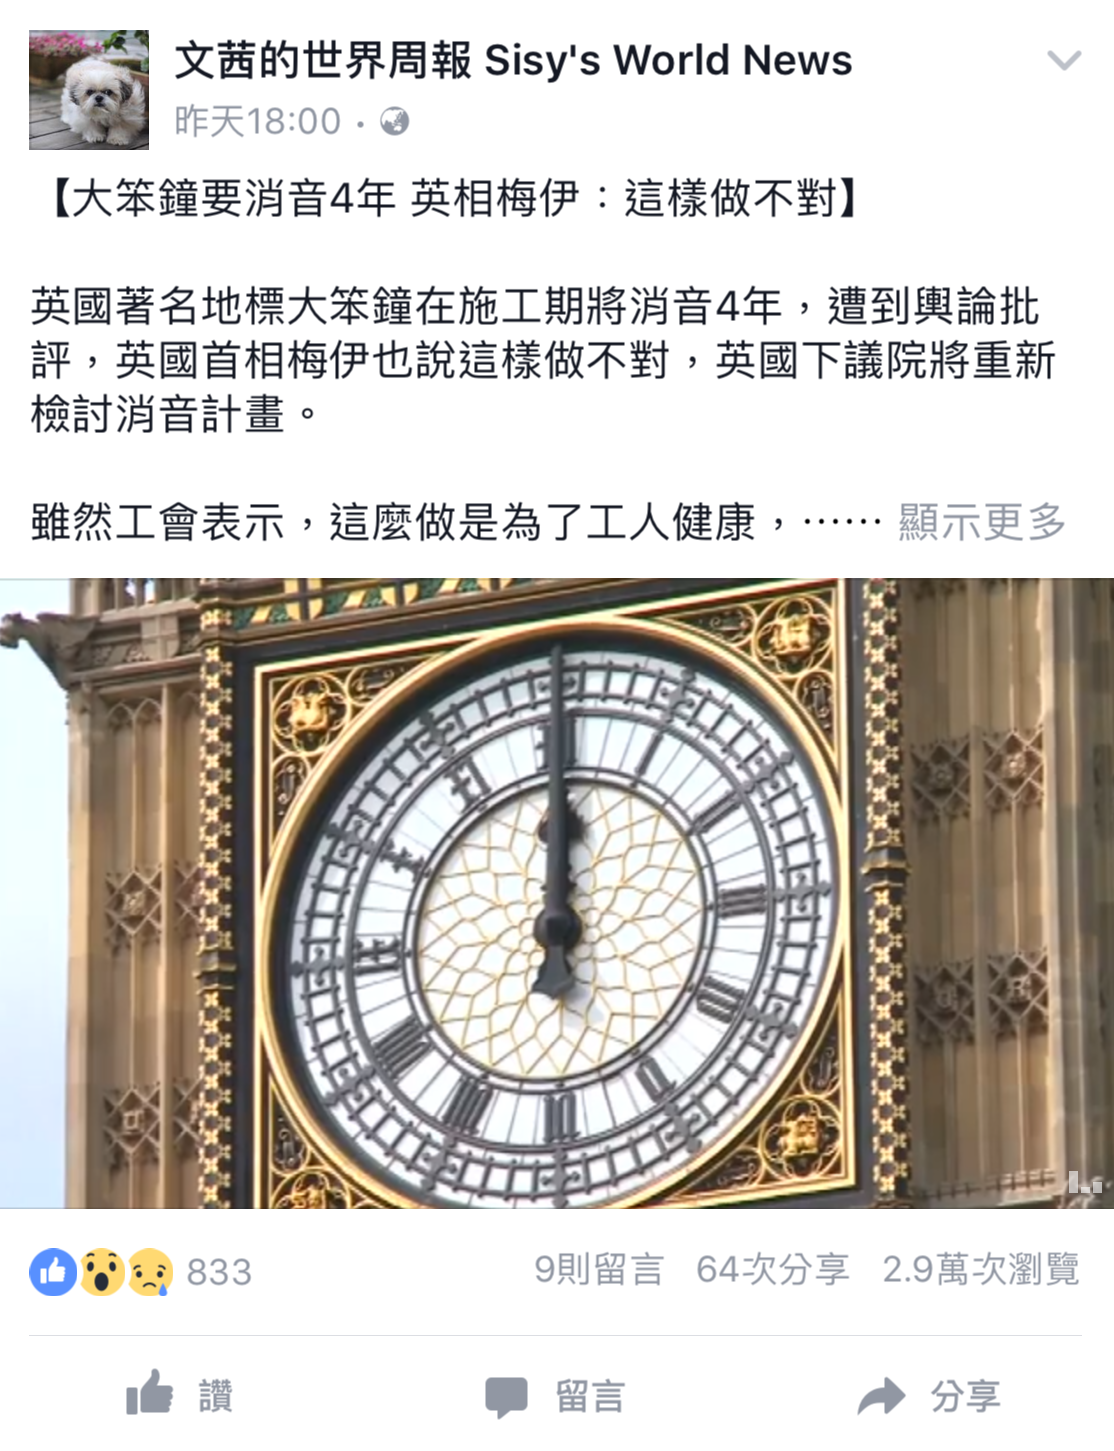 文茜的世界周報 Sisy's World News
昨天18:00 ·
【大笨鐘要消音4年 英相梅伊：這樣做不對】
英國著名地標大笨鐘在施工期將消音4年，遭到輿論批
評，英國首相梅伊也說這樣做不對，英國下議院將重新
檢討消音計畫。
雖然工會表示，這麼做是為了工人健康，⋯⋯ 顯示更多
833
9則留言 64次分享 2.9萬次瀏覽
讚 留言 分享